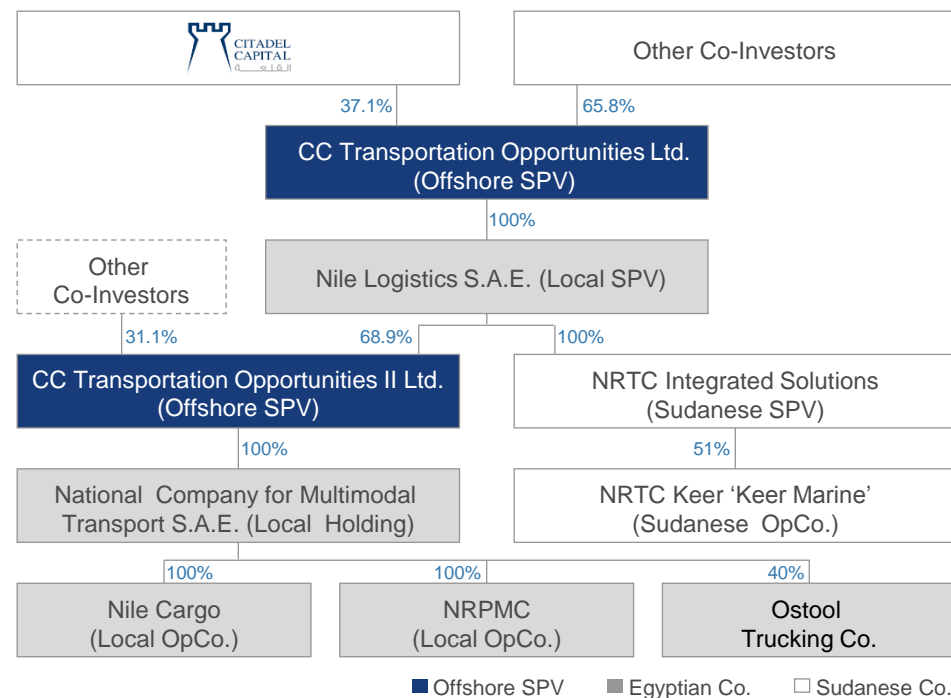 CITADEL
CAPITAL
القلعة
Other Co-Investors
37.1%
65.8%
CC Transportation Opportunities Ltd.
(Offshore SPV)
100%
Other
Co-Investors
Nile Logistics S.A.E. (Local SPV)
31.1%
68.9%
100%
CC Transportation Opportunities II Ltd.
(Offshore SPV)
NRTC Integrated Solutions
(Sudanese SPV)
100%
51%
National Company for Multimodal
Transport S.A.E. (Local Holding)
NRTC Keer ‘Keer Marine’
(Sudanese OpCo.)
100%
100%
40%
Nile Cargo
(Local OpCo.)
NRPMC
(Local OpCo.)
Ostool
Trucking Co.
Offshore SPV
Egyptian Co.
Sudanese Co.